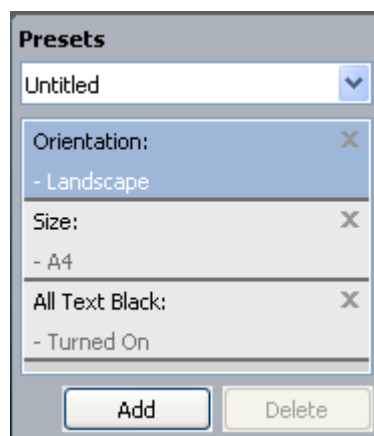 Presets
Untitled
Orientation:
- Landscape
Size:
- A4
All Text Black:
- Turned On
Add Delete